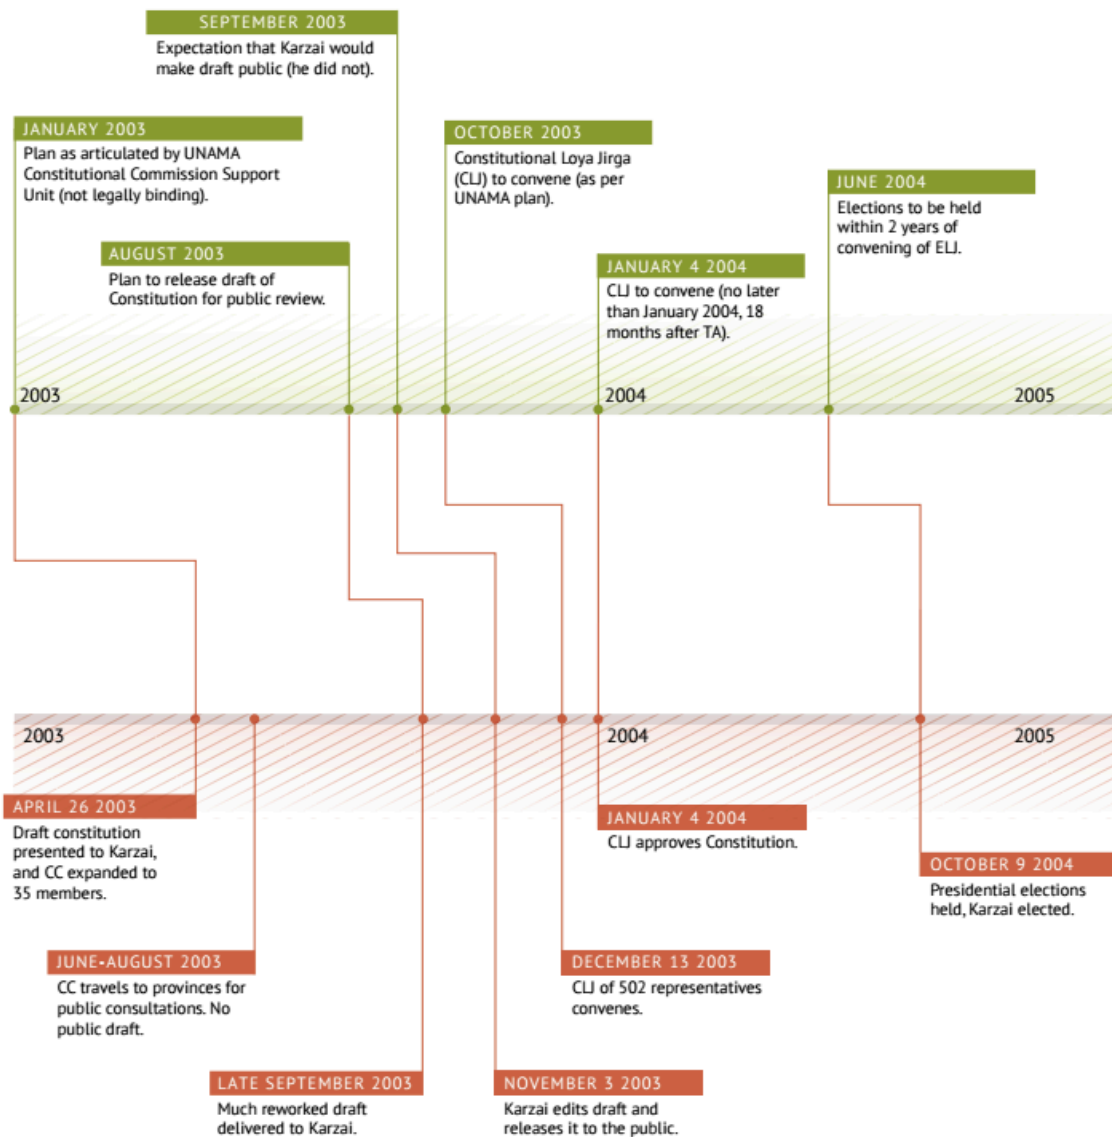 SEPTEMBER 2003
Expectation that Karzai would
make draft public (he did not).
JANUARY 2003
Plan as articulated by UNAMA
Constitutional Commission Support
Unit (not legally binding).
OCTOBER 2003
Constitutional Loya Jirga
(CLJ) to convene (as per
UNAMA plan).
JUNE 2004
Elections to be held
within 2 years of
convening of ELJ.
AUGUST 2003
Plan to release draft of
Constitution for public review.
JANUARY 4 2004
CLJ to convene (no later
than January 2004, 18
months after TA).
2003
2004
2005
2003
2004
2005
APRIL 26 2003
Draft constitution
presented to Karzai,
and CC expanded to
35 members.
JANUARY 4 2004
CLJ approves Constitution.
OCTOBER 9 2004
Presidential elections
held, Karzai elected.
JUNE-AUGUST 2003
CC travels to provinces for
public consultations. No
public draft.
DECEMBER 13 2003
CLJ of 502 representatives
convenes.
LATE SEPTEMBER 2003
Much reworked draft
delivered to Karzai.
NOVEMBER 3 2003
Karzai edits draft and
releases it to the public.